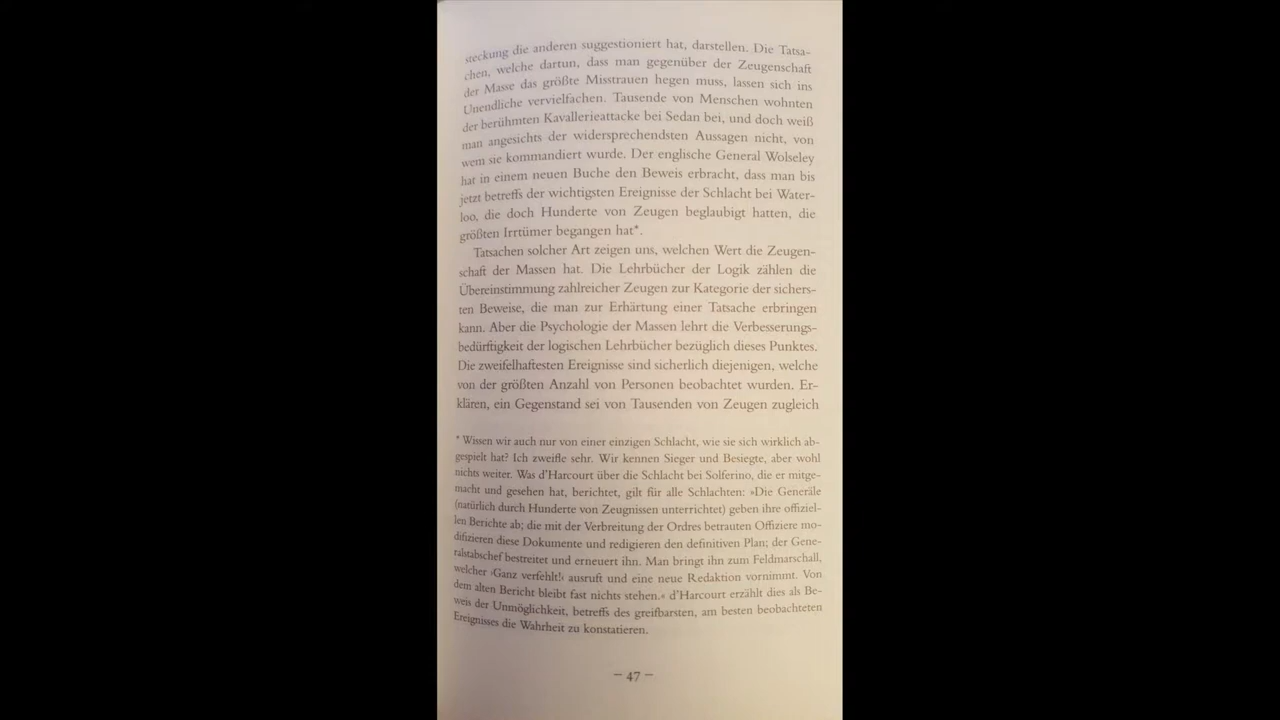 steckung die anderen suggestioniert hat, darstellen. Die Tatsa-
chen, welche dartun, dass man gegenüber der Zeugenschaft
der Masse das größte Misstrauen hegen muss, lassen sich ins
Unendliche vervielfachen. Tausende von Menschen wohnten
der berühmten Kavallerieattacke bei Sedan bei, und doch weiß
man angesichts der widersprechendsten Aussagen nicht, von
wem sie kommandiert wurde. Der englische General Wolseley
hat in einem neuen Buche den Beweis erbracht, dass man bis
jetzt betreffs der wichtigsten Ereignisse der Schlacht bei Water-
loo, die doch Hunderte von Zeugen beglaubigt hatten, die
größten Irrtümer begangen hat*.
Tatsachen solcher Art zeigen uns, welchen Wert die Zeugen-
schaft der Massen hat. Die Lehrbücher der Logik zählen die
Übereinstimmung zahlreicher Zeugen zur Kategorie der sichers-
ten Beweise, die man zur Erhärtung einer Tatsache erbringen
kann. Aber die Psychologie der Massen lehrt die Verbesserungs-
bedürftigkeit der logischen Lehrbücher bezüglich dieses Punktes.
Die zweifelhaftesten Ereignisse sind sicherlich diejenigen, welche
von der größten Anzahl von Personen beobachtet wurden. Er-
klären, ein Gegenstand sei von Tausenden von Zeugen zugleich
* Wissen wir auch nur von einer einzigen Schlacht, wie sie sich wirklich ab-
gespielt hat? Ich zweifle sehr. Wir kennen Sieger und Besiegte, aber wohl
nichts weiter. Was d'Harcourt über die Schlacht bei Solferino, die er mitge-
macht und gesehen hat, berichtet, gilt für alle Schlachten: »Die Generäle
(natürlich durch Hunderte von Zeugnissen unterrichtet) geben ihre offiziel-
len Berichte ab; die mit der Verbreitung der Ordres betrauten Offiziere mo-
difizieren diese Dokumente und redigieren den definitiven Plan; der Gene-
ralstabschef bestreitet und erneuert ihn. Man bringt ihn zum Feldmarschall,
welcher ›Ganz verfehlt!‹ ausruft und eine neue Redaktion vornimmt. Von
dem alten Bericht bleibt fast nichts stehen.« d'Harcourt erzählt dies als Be-
weis der Unmöglichkeit, betreffs des greifbarsten, am besten beobachteten
Ereignisses die Wahrheit zu konstatieren.
– 47 –